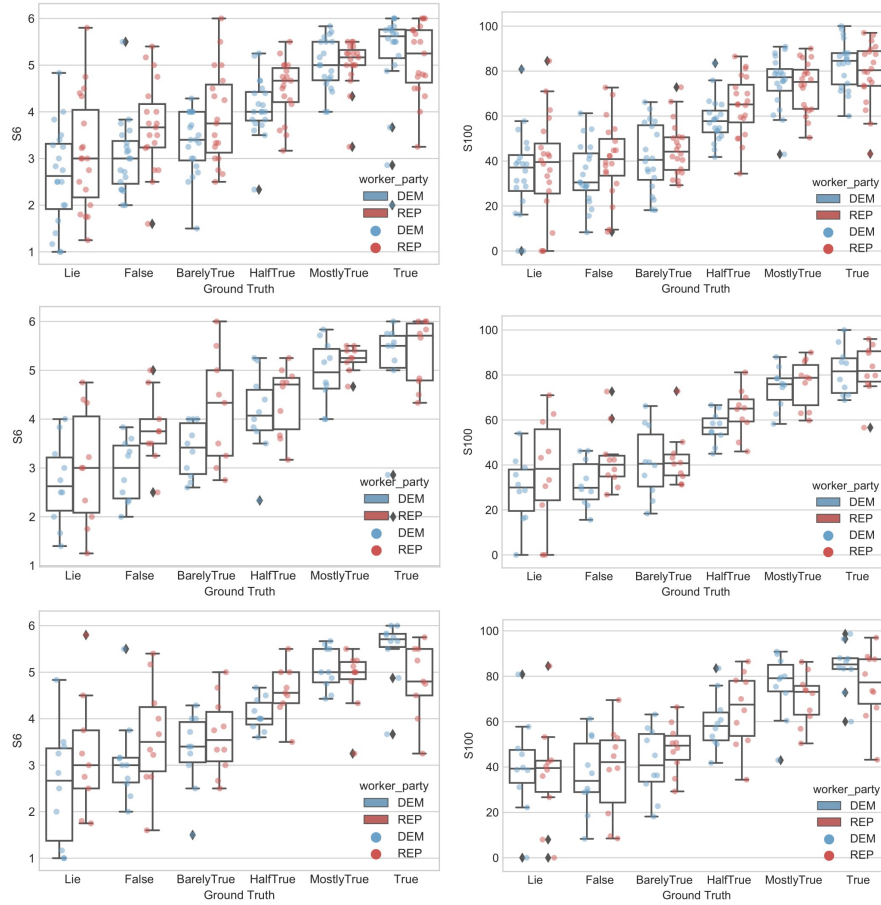 6
5
4
3
2
1
S6
worker_party
DEM
REP
DEM
REP
Lie False BarelyTrue HalfTrue MostlyTrue True
Ground Truth
100
80
60
40
20
0
S100
worker_party
DEM
REP
DEM
REP
Lie False BarelyTrue HalfTrue MostlyTrue True
Ground Truth
6
5
4
3
2
1
S6
worker_party
DEM
REP
DEM
REP
Lie False BarelyTrue HalfTrue MostlyTrue True
Ground Truth
100
80
60
40
20
0
S100
worker_party
DEM
REP
DEM
REP
Lie False BarelyTrue HalfTrue MostlyTrue True
Ground Truth
6
5
4
3
2
1
S6
worker_party
DEM
REP
DEM
REP
Lie False BarelyTrue HalfTrue MostlyTrue True
Ground Truth
100
80
60
40
20
0
S100
worker_party
DEM
REP
DEM
REP
Lie False BarelyTrue HalfTrue MostlyTrue True
Ground Truth